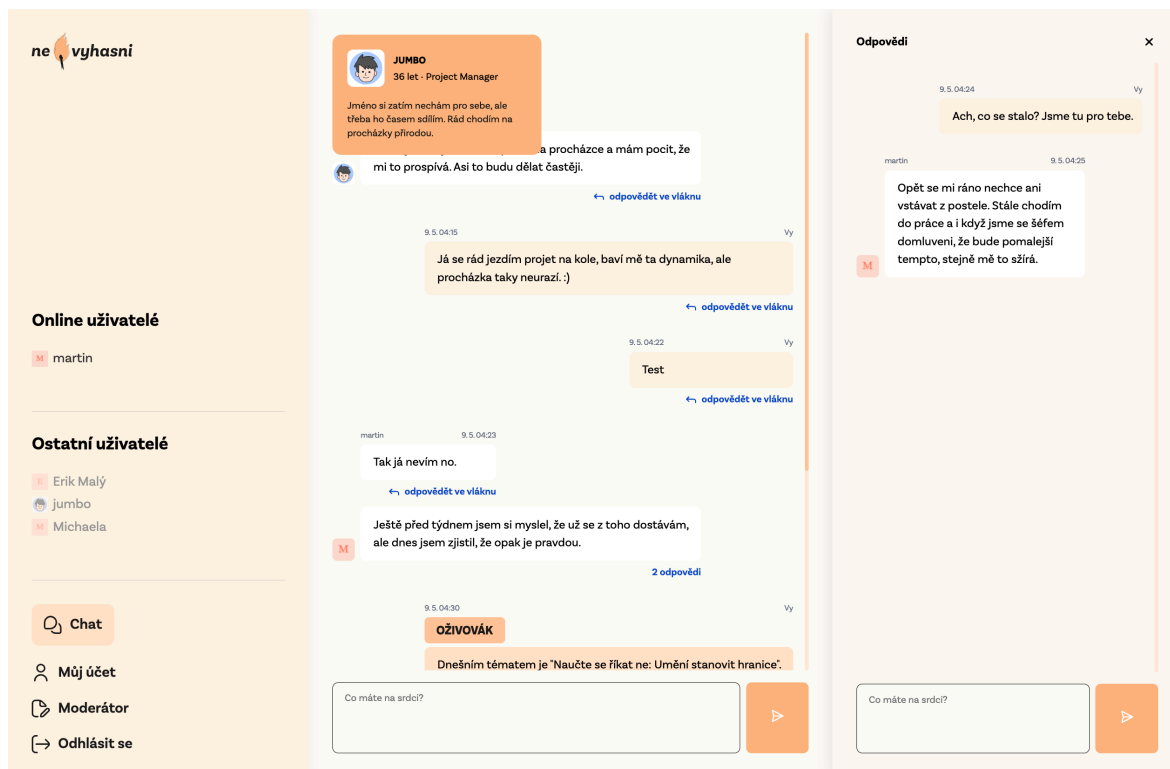 ne vyhasni
Online uživatelé
M martin
Ostatní uživatelé
E Erik Malý
jumbo
M Michaela
Chat
Můj účet
Moderátor
Odhlásit se
JUMBO
36 let · Project Manager
Jméno si zatím nechám pro sebe, ale
třeba ho časem sdílím. Rád chodím na
procházky přírodou.
a procházce a mám pocit, že
mi to prospívá. Asi to budu dělat častěji.
odpovědět ve vláknu
9. 5. 04:15 Vy
Já se rád jezdím projet na kole, baví mě ta dynamika, ale
procházka taky neurazí. :)
odpovědět ve vláknu
9. 5. 04:22 Vy
Test
odpovědět ve vláknu
martin 9. 5. 04:23
Tak já nevím no.
odpovědět ve vláknu
Ještě před týdnem jsem si myslel, že už se z toho dostávám,
ale dnes jsem zjistil, že opak je pravdou.
M
2 odpovědi
9. 5. 04:30 Vy
OŽIVOVÁK
Dnešním tématem je "Naučte se říkat ne: Umění stanovit hranice".
Co máte na srdci?
Odpovědi
9. 5. 04:24 Vy
Ach, co se stalo? Jsme tu pro tebe.
martin 9. 5. 04:25
Opět se mi ráno nechce ani
vstávat z postele. Stále chodím
do práce a i když jsme se šéfem
domluveni, že bude pomalejší
tempto, stejně mě to sžírá.
M
Co máte na srdci?